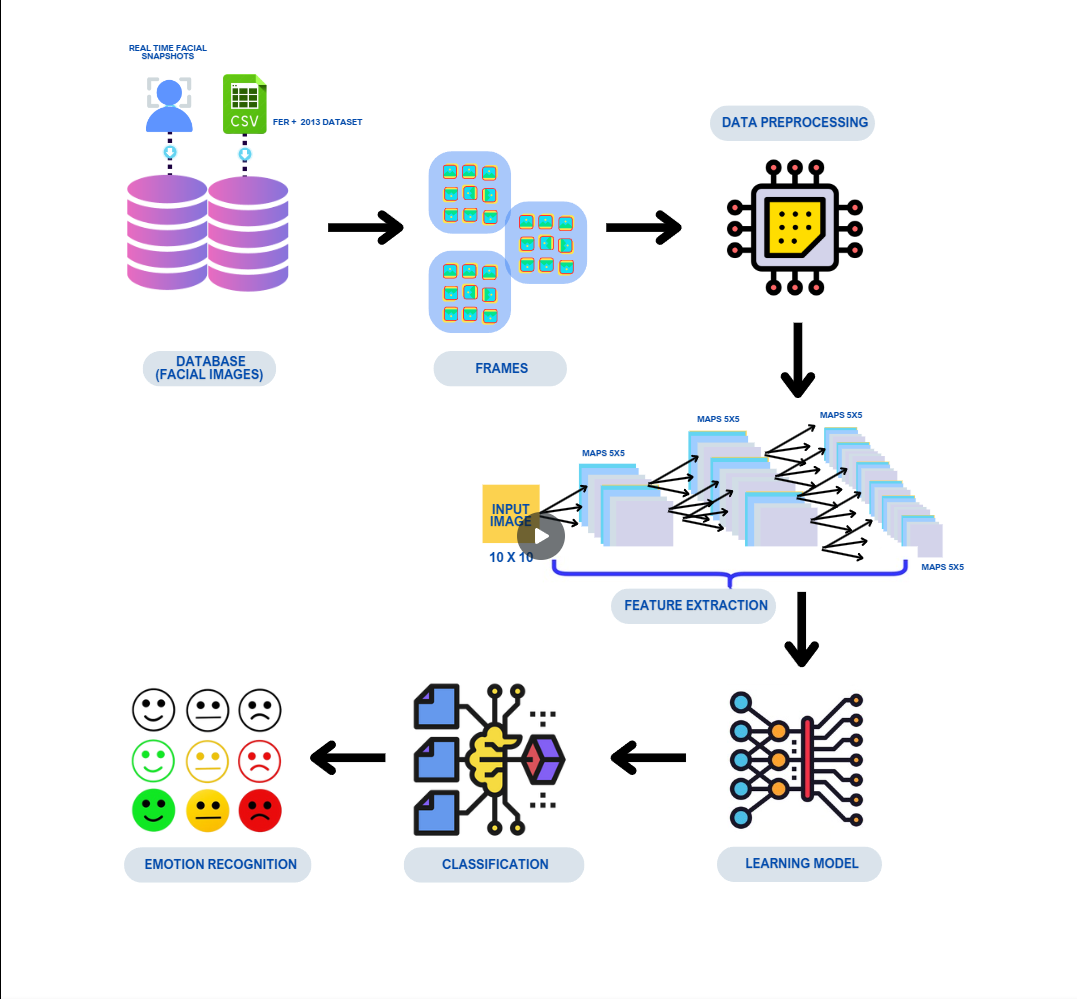 REAL TIME FACIAL
SNAPSHOTS
CSV
FER + 2013 DATASET
DATA PREPROCESSING
DATABASE
(FACIAL IMAGES)
FRAMES
MAPS 5X5
MAPS 5X5
MAPS 5X5
INPUT
IMAGE
10 X 10
MAPS 5X5
FEATURE EXTRACTION
EMOTION RECOGNITION
CLASSIFICATION
LEARNING MODEL